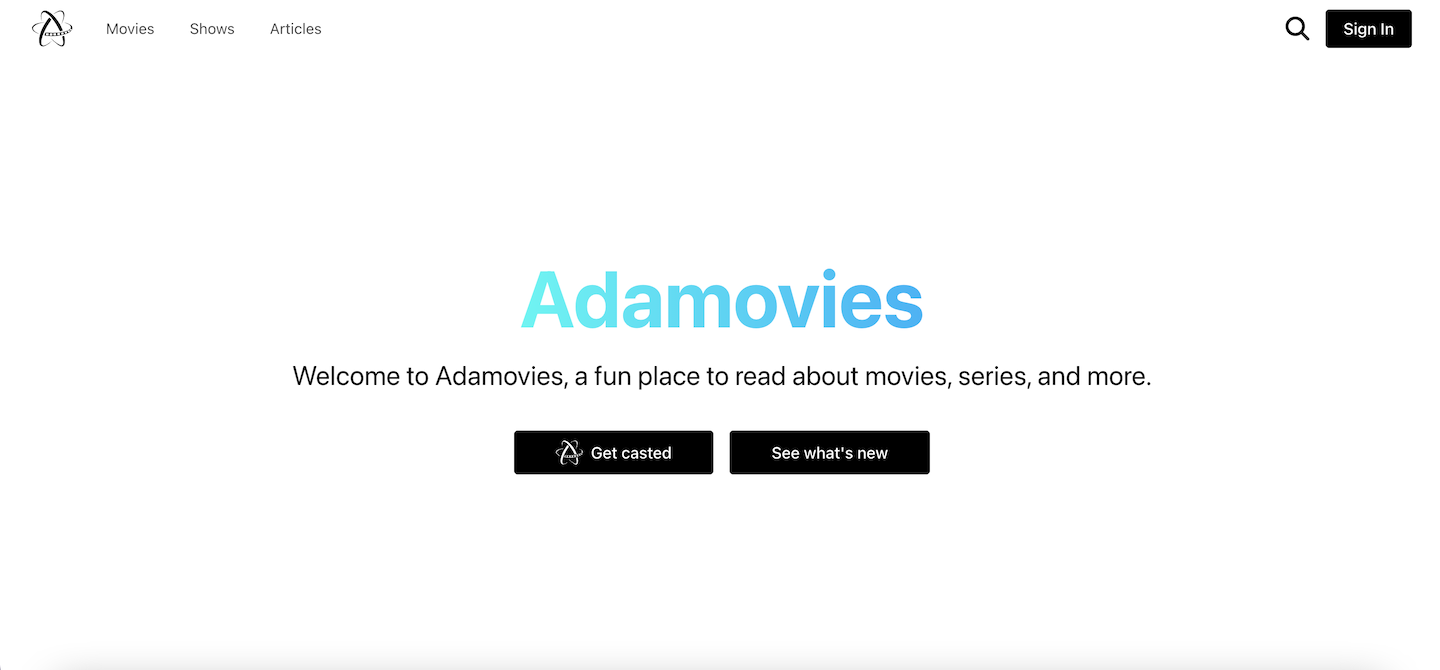 Movies Shows Articles Sign In
Adamovies
Welcome to Adamovies, a fun place to read about movies, series, and more.
Get casted See what's new